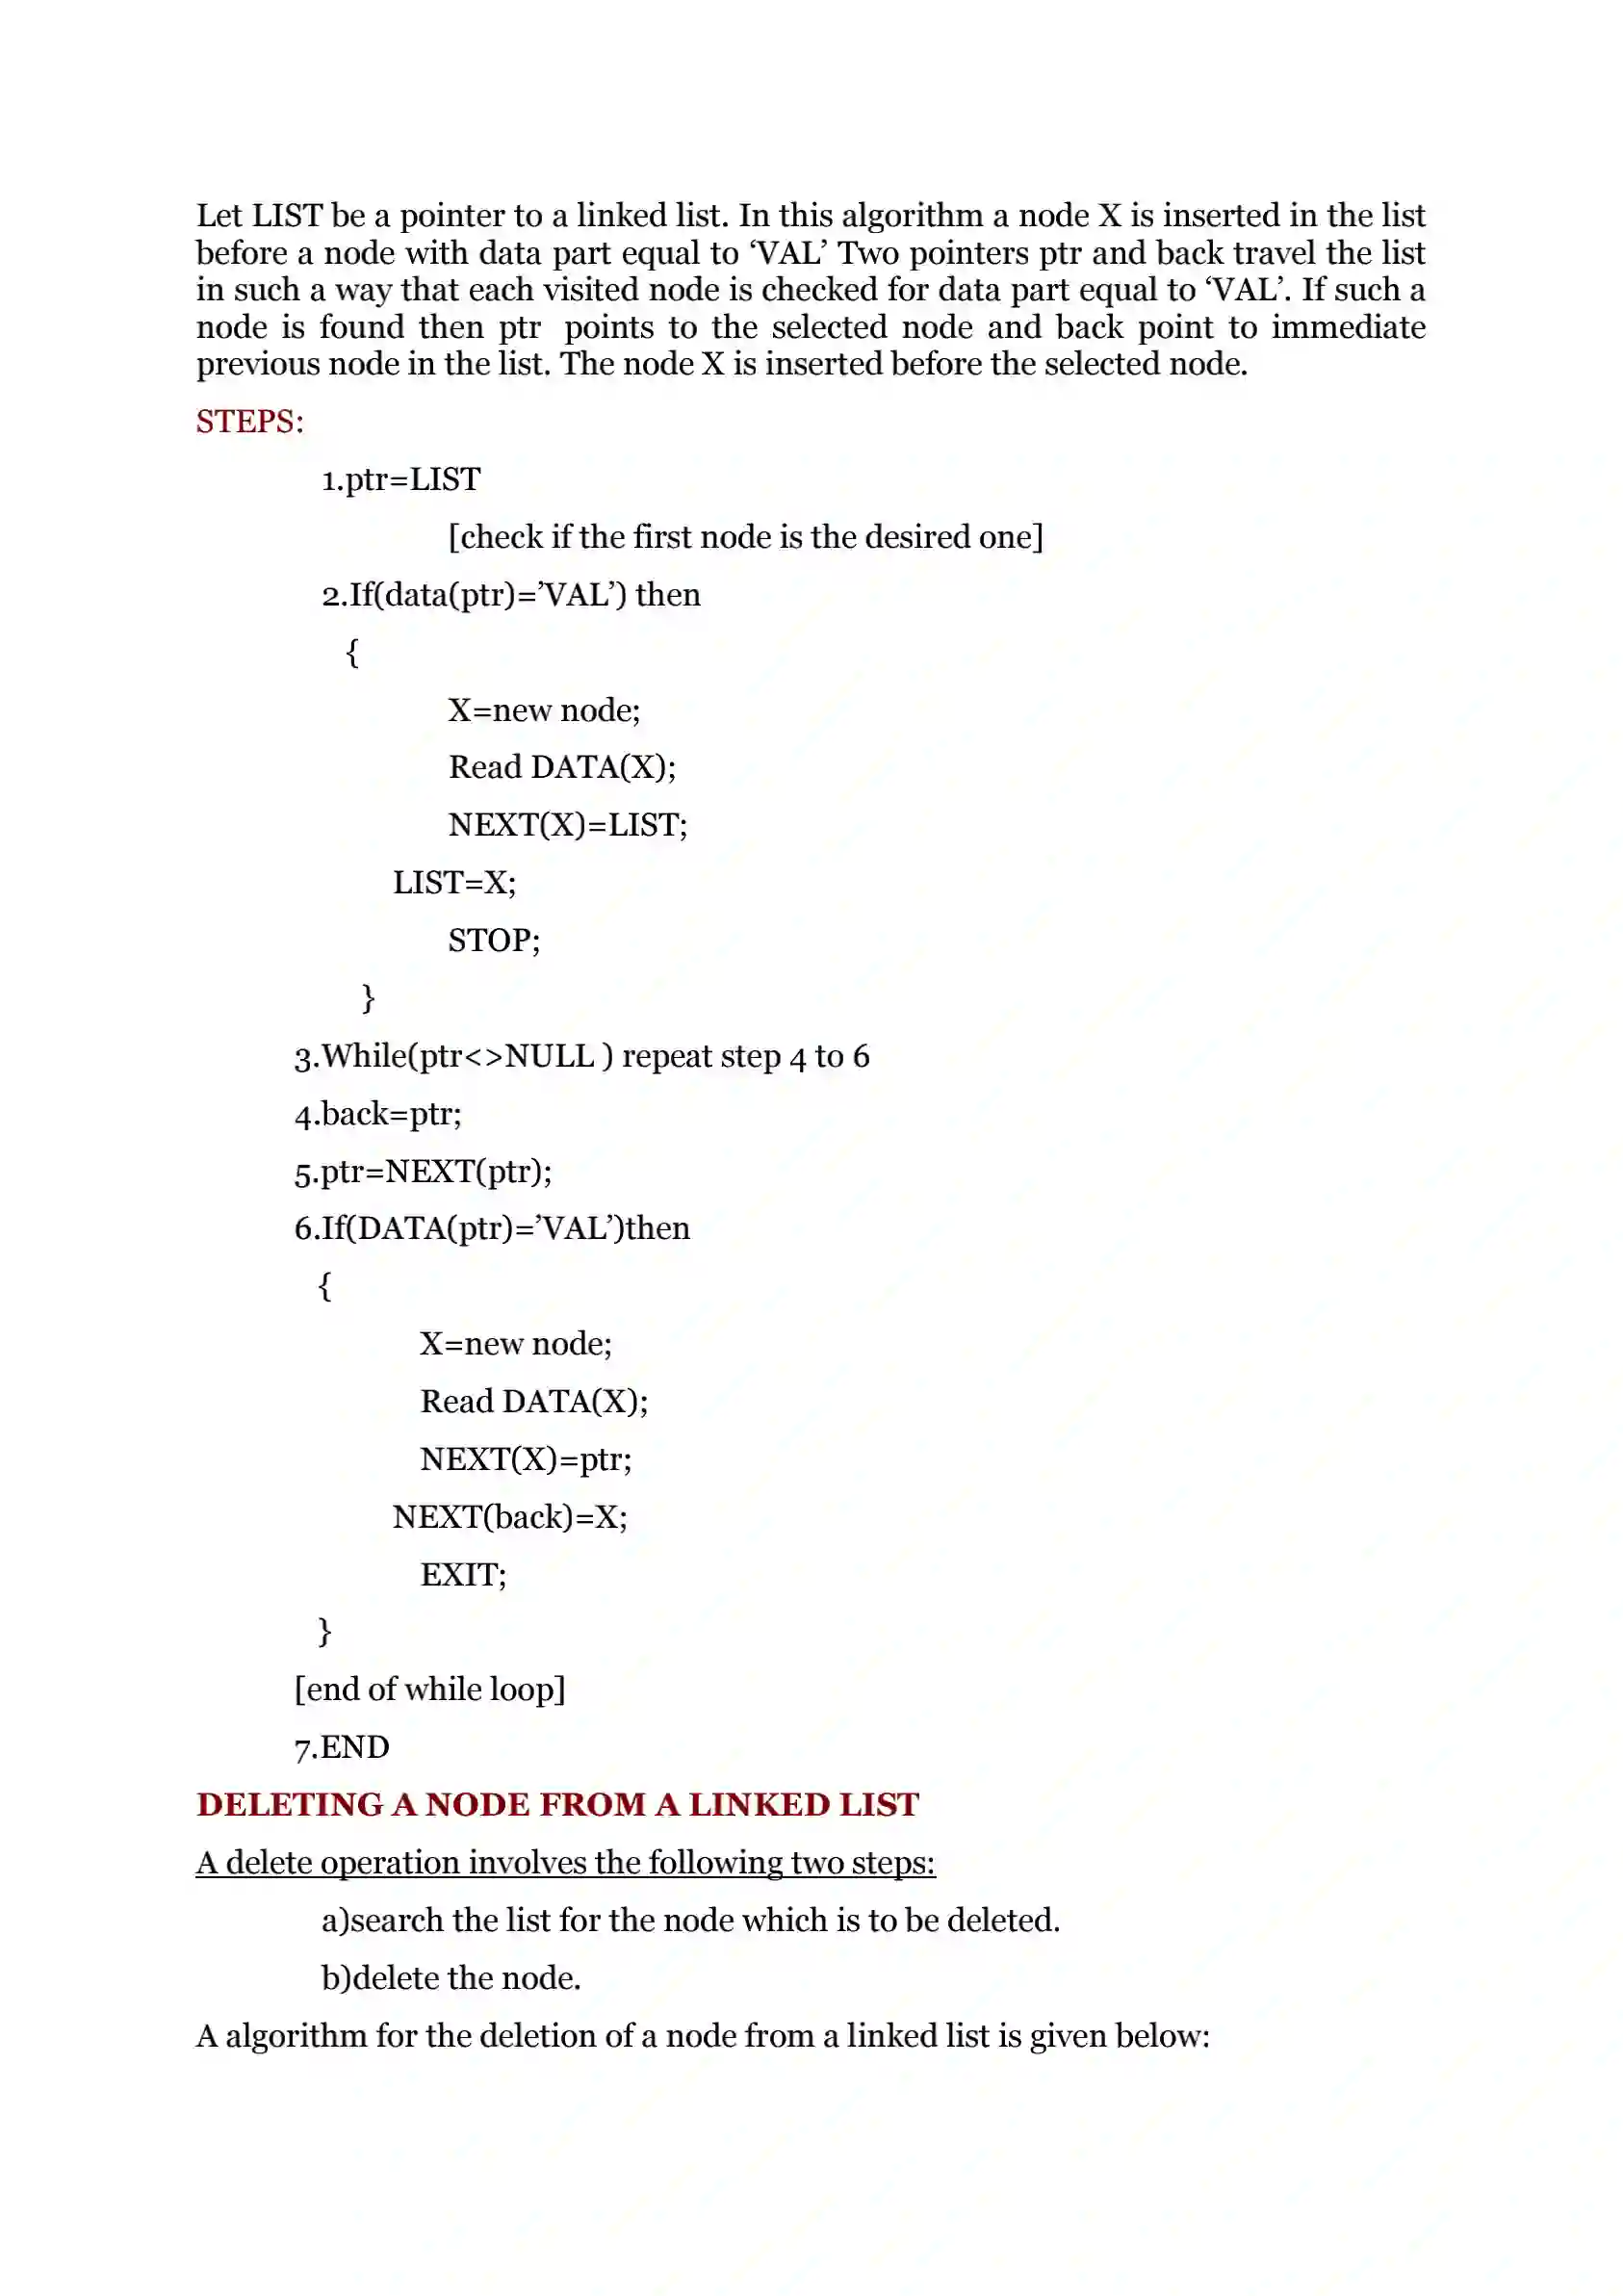 Let LIST be a pointer to a linked list. In this algorithm a node X is inserted in the list
before a node with data part equal to ‘VAL’ Two pointers ptr and back travel the list
in such a way that each visited node is checked for data part equal to ‘VAL’. If such a
node is found then ptr points to the selected node and back point to immediate
previous node in the list. The node X is inserted before the selected node.
STEPS:
1.ptr=LIST
[check if the first node is the desired one]
2.If(data(ptr)=’VAL’) then
{
X=new node;
Read DATA(X);
NEXT(X)=LIST;
LIST=X;
STOP;
}
3.While(ptr<>NULL ) repeat step 4 to 6
4.back=ptr;
5.ptr=NEXT(ptr);
6.If(DATA(ptr)=’VAL’)then
{
X=new node;
Read DATA(X);
NEXT(X)=ptr;
NEXT(back)=X;
EXIT;
}
[end of while loop]
7.END
DELETING A NODE FROM A LINKED LIST
A delete operation involves the following two steps:
a)search the list for the node which is to be deleted.
b)delete the node.
A algorithm for the deletion of a node from a linked list is given below: